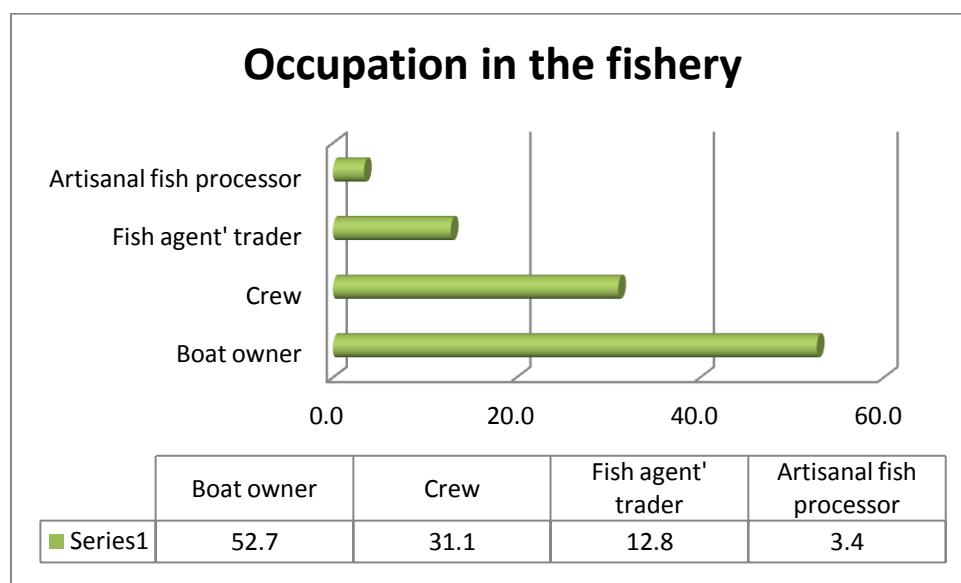 Occupation in the fishery
Artisanal fish processor
Fish agent' trader
Crew
Boat owner
0.0 20.0 40.0 60.0
Boat owner Crew Fish agent' trader Artisanal fish processor
Series1 52.7 31.1 12.8 3.4